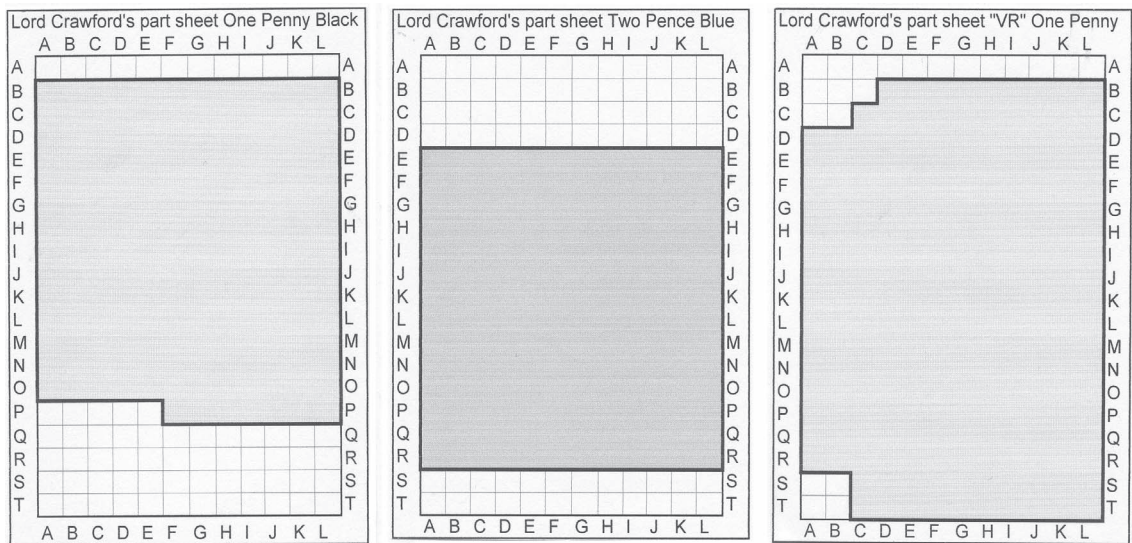 Lord Crawford's part sheet One Penny Black
A B C D E F G H I J K L
A A
B B
C C
D D
E E
F F
G G
H H
I I
J J
K K
L L
M M
N N
O O
P P
Q Q
R R
S S
T T
A B C D E F G H I J K L
Lord Crawford's part sheet Two Pence Blue
A B C D E F G H I J K L
A A
B B
C C
D D
E E
F F
G G
H H
I I
J J
K K
L L
M M
N N
O O
P P
Q Q
R R
S S
T T
A B C D E F G H I J K L
Lord Crawford's part sheet "VR" One Penny
A B C D E F G H I J K L
A A
B B
C C
D D
E E
F F
G G
H H
I I
J J
K K
L L
M M
N N
O O
P P
Q Q
R R
S S
T T
A B C D E F G H I J K L